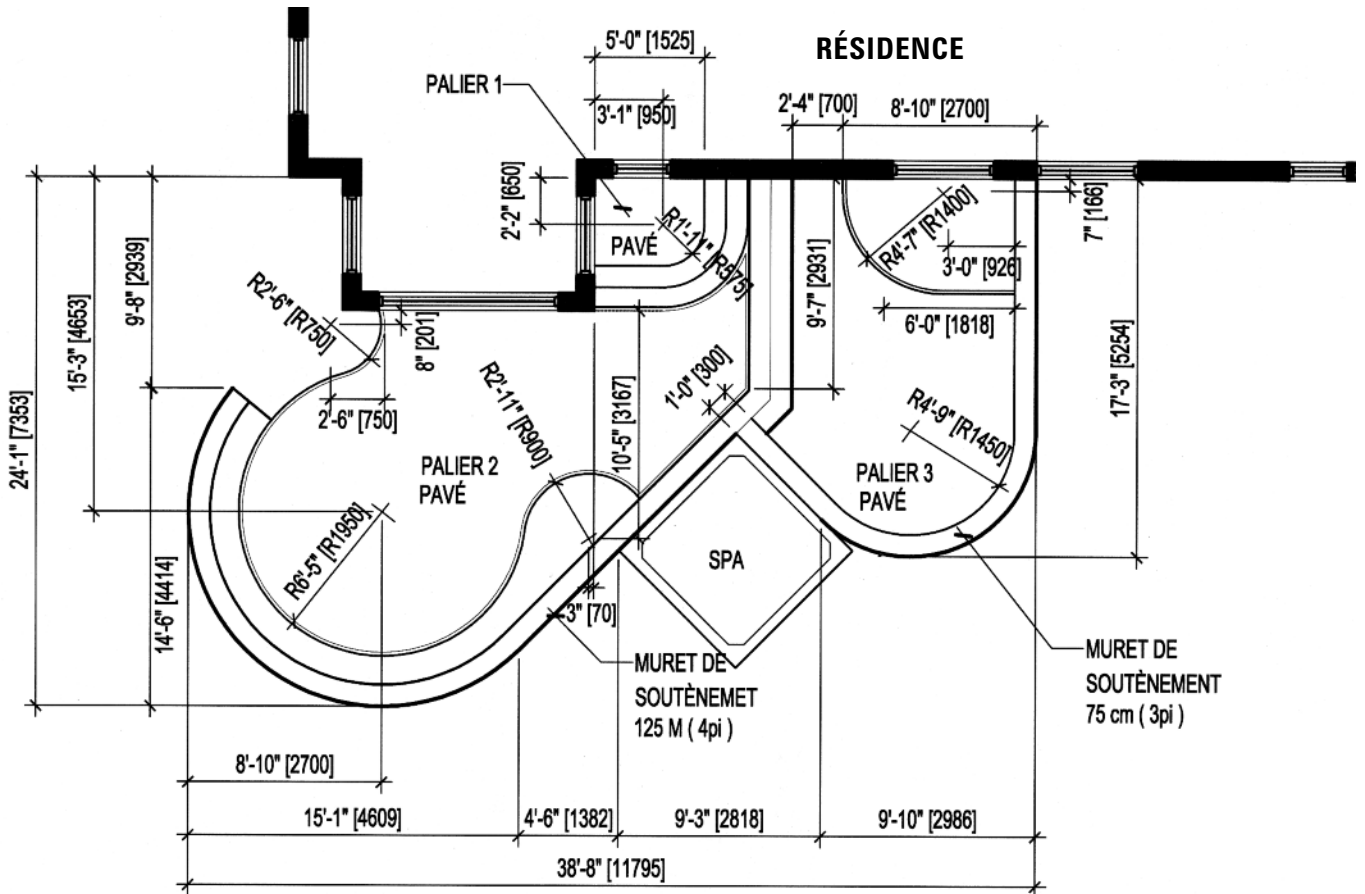 RÉSIDENCE
5'-0" [1525]
PALIER 1
3'-1" [950]
2'-4" [700]
8'-10" [2700]
2'-2" [650]
PAVÉ
R1'-11" [R575]
R4'-7" [R1400]
7" [166]
3'-0" [926]
6'-0" [1818]
9'-7" [2931]
9'-8" [2939]
15'-3" [4653]
24'-1" [7353]
R2'-6" [R750]
8" [201]
2'-6" [750]
R2'-11" [R900]
1'-0" [300]
10'-5" [3167]
17'-3" [5254]
R4'-9" [R1450]
PALIER 2
PAVÉ
PALIER 3
PAVÉ
R6'-5" [R1950]
SPA
14'-6" [4414]
3" [70]
MURET DE
SOUTÈNEMET
125 M ( 4pi )
MURET DE
SOUTÈNEMENT
75 cm ( 3pi )
8'-10" [2700]
15'-1" [4609]
4'-6" [1382]
9'-3" [2818]
9'-10" [2986]
38'-8" [11795]